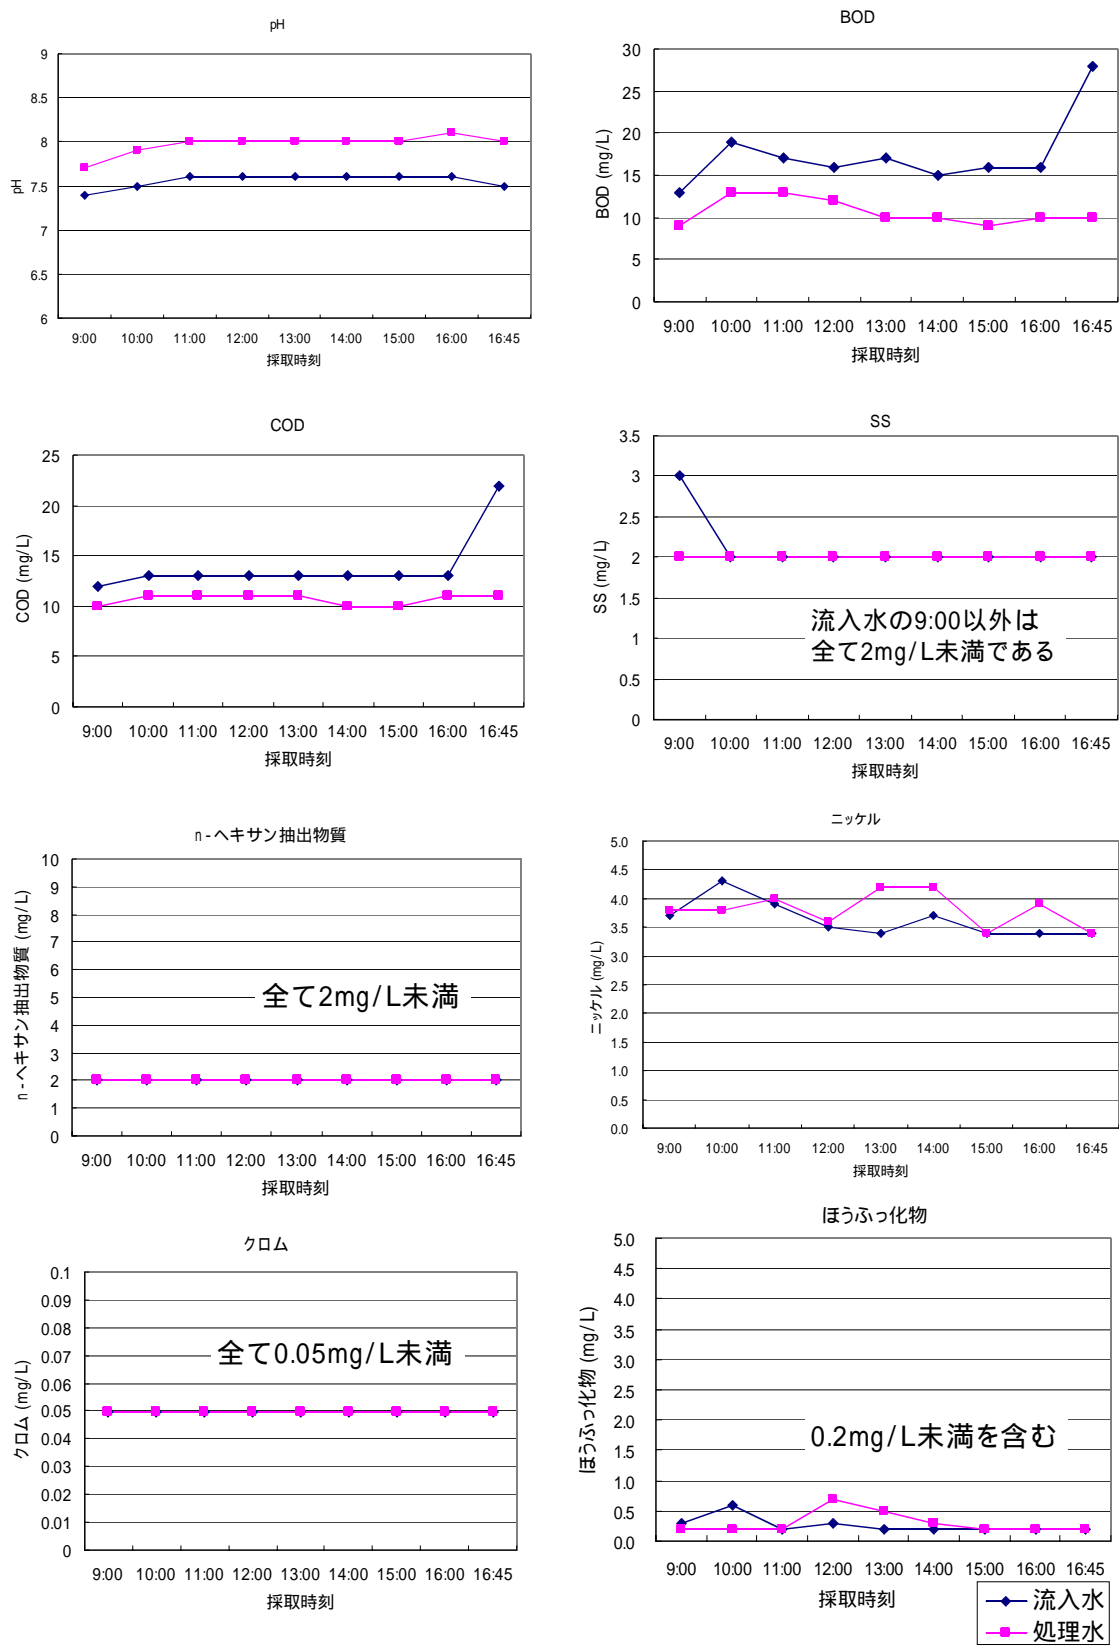 pH
9
8.5
8
7.5
7
6.5
6
pH
9:00 10:00 11:00 12:00 13:00 14:00 15:00 16:00 16:45
採取時刻
BOD
30
25
20
15
10
5
0
BOD (mg/L)
9:00 10:00 11:00 12:00 13:00 14:00 15:00 16:00 16:45
採取時刻
COD
25
20
15
10
5
0
COD (mg/L)
9:00 10:00 11:00 12:00 13:00 14:00 15:00 16:00 16:45
採取時刻
SS
3.5
3
2.5
2
1.5
1
0.5
0
SS (mg/L)
流入水の9:00以外は
全て2mg/L未満である
9:00 10:00 11:00 12:00 13:00 14:00 15:00 16:00 16:45
採取時刻
n-ヘキサン抽出物質
10
9
8
7
6
5
4
3
2
1
0
n-ヘキサン抽出物質 (mg/L)
全て2mg/L未満
9:00 10:00 11:00 12:00 13:00 14:00 15:00 16:00 16:45
採取時刻
ニッケル
5.0
4.5
4.0
3.5
3.0
2.5
2.0
1.5
1.0
0.5
0.0
ニッケル (mg/L)
9:00 10:00 11:00 12:00 13:00 14:00 15:00 16:00 16:45
採取時刻
クロム
0.1
0.09
0.08
0.07
0.06
0.05
0.04
0.03
0.02
0.01
0
クロム (mg/L)
全て0.05mg/L未満
9:00 10:00 11:00 12:00 13:00 14:00 15:00 16:00 16:45
採取時刻
ほうふっ化物
5.0
4.5
4.0
3.5
3.0
2.5
2.0
1.5
1.0
0.5
0.0
ほうふっ化物 (mg/L)
0.2mg/L未満を含む
9:00 10:00 11:00 12:00 13:00 14:00 15:00 16:00 16:45
採取時刻
流入水
処理水